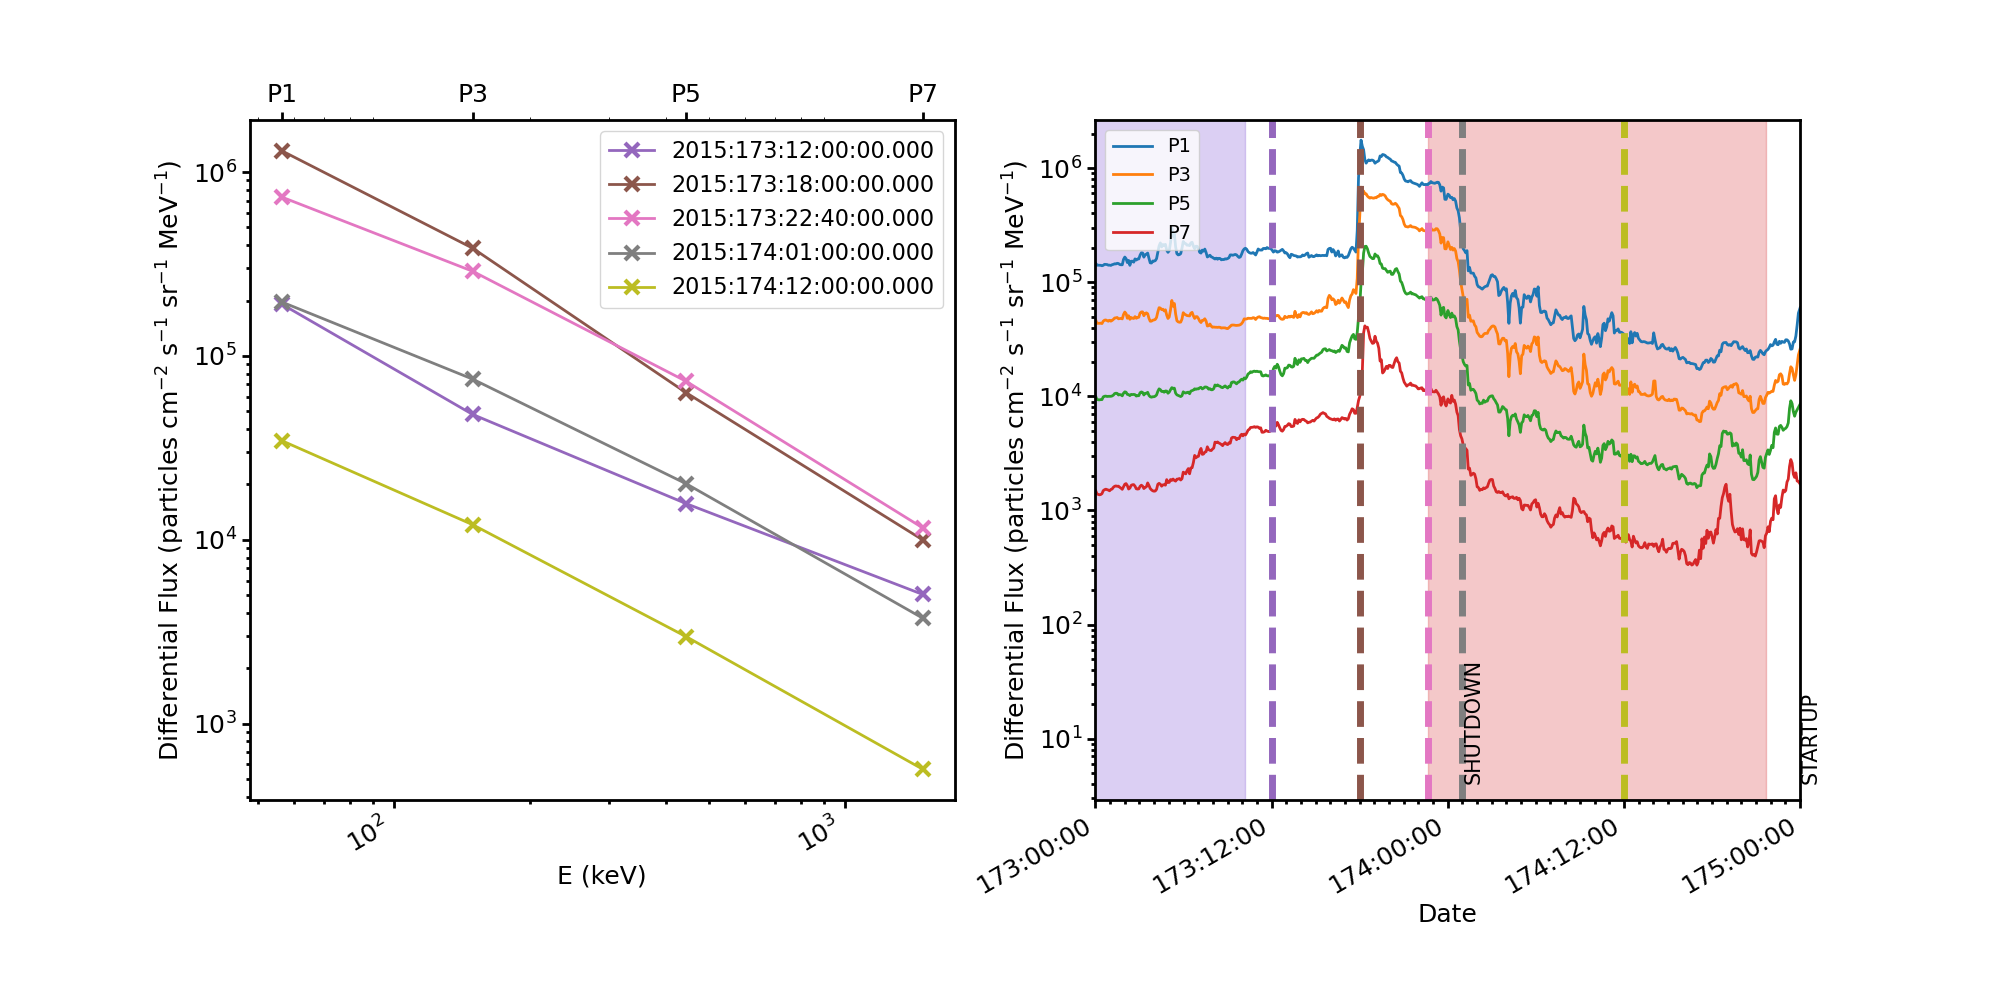 P1 P3 P5 P7
10^6
10^5
10^4
10^3
Differential Flux (particles cm^−2 s^−1 sr^−1 MeV^−1)
2015:173:12:00:00.000
2015:173:18:00:00.000
2015:173:22:40:00.000
2015:174:01:00:00.000
2015:174:12:00:00.000
10^2 10^3
E (keV)
Differential Flux (particles cm^−2 s^−1 sr^−1 MeV^−1)
10^6
10^5
10^4
10^3
10^2
10^1
P1
P3
P5
P7
SHUTDOWN
STARTUP
173:00:00 173:12:00 174:00:00 174:12:00 175:00:00
Date